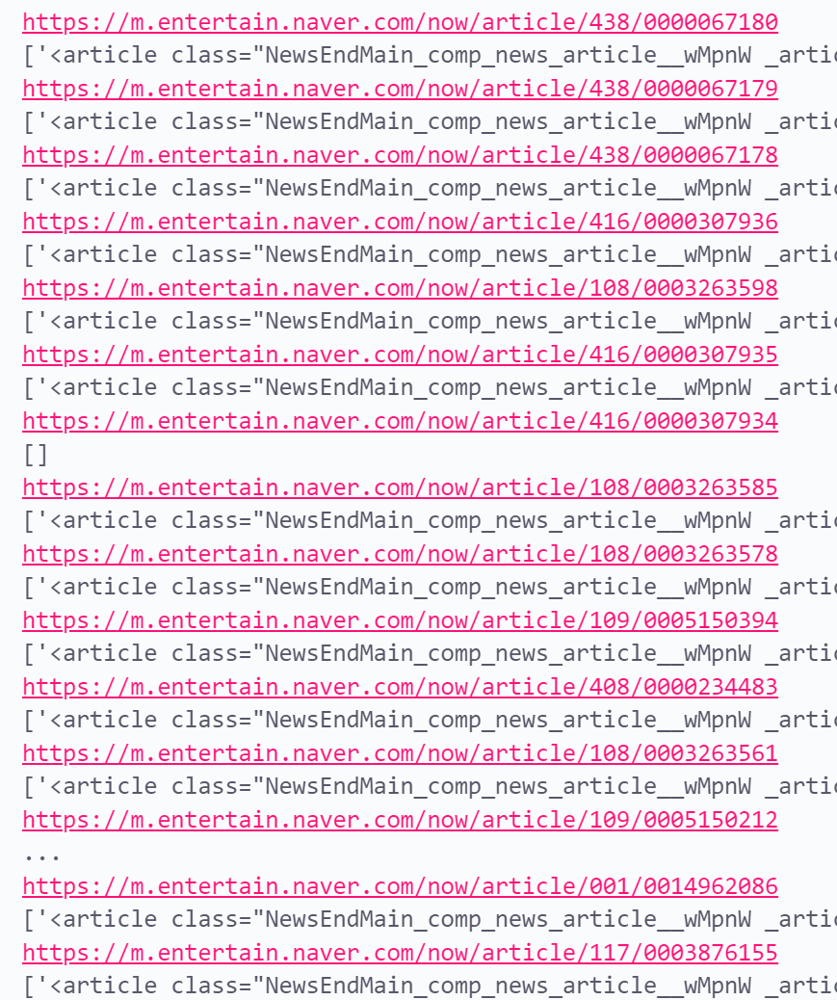 https://m.entertain.naver.com/now/article/438/0000067180
['<article class="NewsEndMain_comp_news_article__wMpnW _artic
https://m.entertain.naver.com/now/article/438/0000067179
['<article class="NewsEndMain_comp_news_article__wMpnW _artic
https://m.entertain.naver.com/now/article/438/0000067178
['<article class="NewsEndMain_comp_news_article__wMpnW _artic
https://m.entertain.naver.com/now/article/416/0000307936
['<article class="NewsEndMain_comp_news_article__wMpnW _artic
https://m.entertain.naver.com/now/article/108/0003263598
['<article class="NewsEndMain_comp_news_article__wMpnW _artic
https://m.entertain.naver.com/now/article/416/0000307935
['<article class="NewsEndMain_comp_news_article__wMpnW _artic
https://m.entertain.naver.com/now/article/416/0000307934
[]
https://m.entertain.naver.com/now/article/108/0003263585
['<article class="NewsEndMain_comp_news_article__wMpnW _artic
https://m.entertain.naver.com/now/article/108/0003263578
['<article class="NewsEndMain_comp_news_article__wMpnW _artic
https://m.entertain.naver.com/now/article/109/0005150394
['<article class="NewsEndMain_comp_news_article__wMpnW _artic
https://m.entertain.naver.com/now/article/408/0000234483
['<article class="NewsEndMain_comp_news_article__wMpnW _artic
https://m.entertain.naver.com/now/article/108/0003263561
['<article class="NewsEndMain_comp_news_article__wMpnW _artic
https://m.entertain.naver.com/now/article/109/0005150212
...
https://m.entertain.naver.com/now/article/001/0014962086
['<article class="NewsEndMain_comp_news_article__wMpnW _artic
https://m.entertain.naver.com/now/article/117/0003876155
['<article class="NewsEndMain_comp_news_article__wMpnW _artic